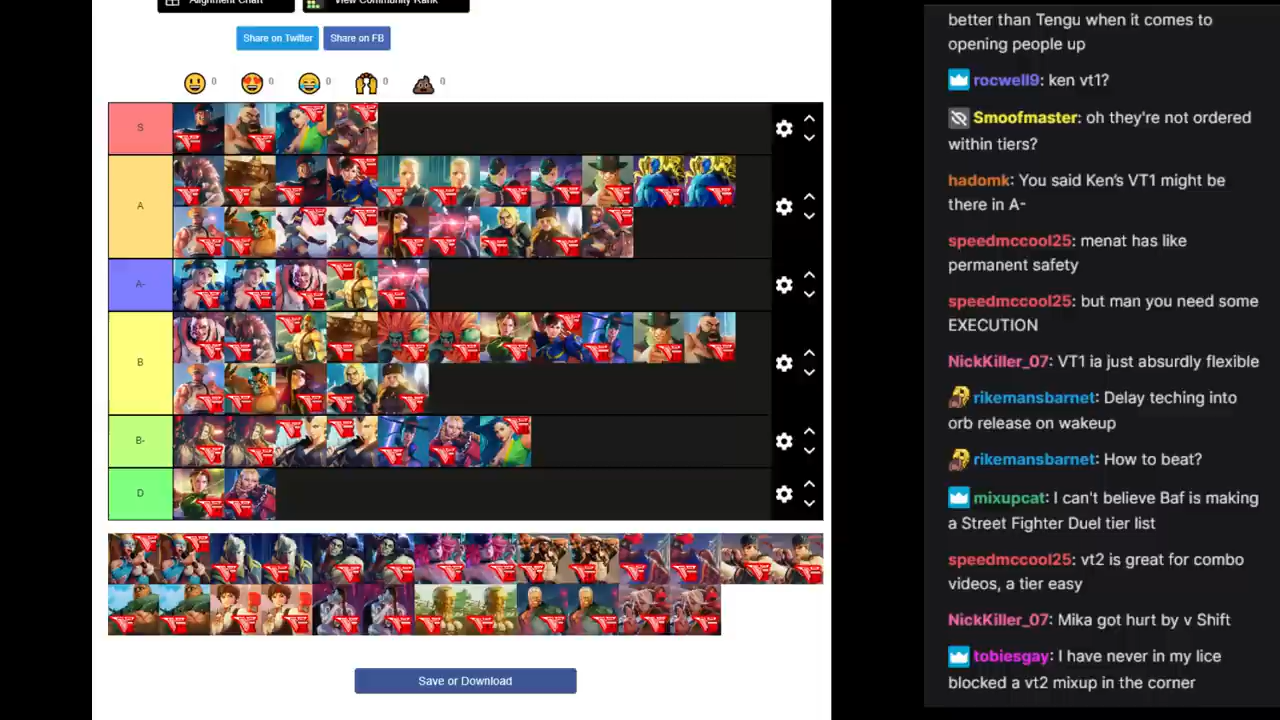 Alignment Chart
View Community Rank
Share on Twitter
Share on FB
0
0
0
0
0
S
A
A-
B
B-
D
Save or Download
better than Tengu when it comes to
opening people up
rocwell9: ken vt1?
Smoofmaster: oh they're not ordered
within tiers?
hadomk: You said Ken's VT1 might be
there in A-
speedmccool25: menat has like
permanent safety
speedmccool25: but man you need some
EXECUTION
NickKiller_07: VT1 ia just absurdly flexible
rikemansbarnet: Delay teching into
orb release on wakeup
rikemansbarnet: How to beat?
mixupcat: I can't believe Baf is making
a Street Fighter Duel tier list
speedmccool25: vt2 is great for combo
videos, a tier easy
NickKiller_07: Mika got hurt by v Shift
tobiesgay: I have never in my lice
blocked a vt2 mixup in the corner